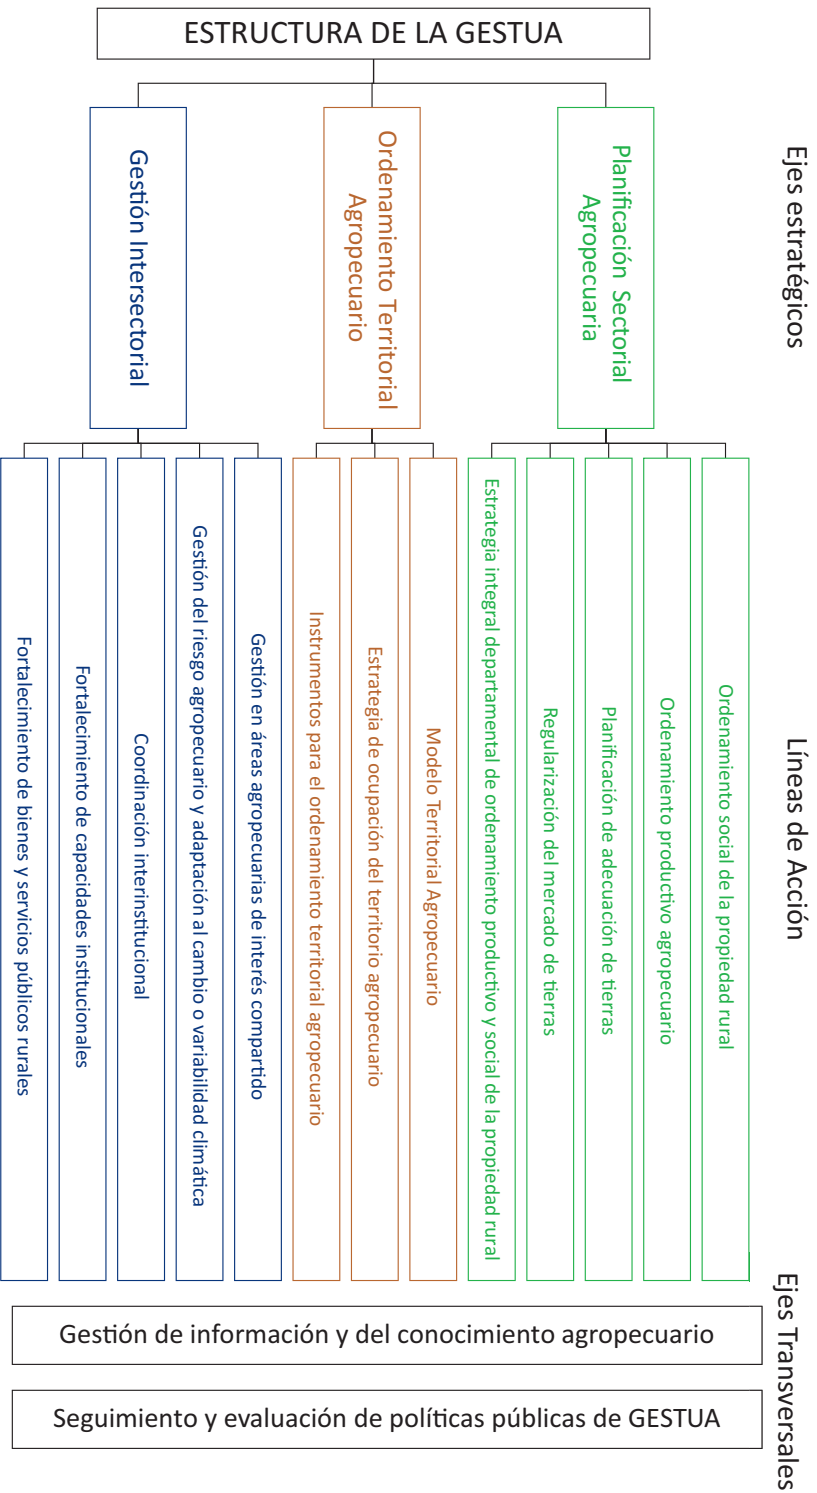 ESTRUCTURA DE LA GESTUA
Ejes estratégicos
Planificación Sectorial
Agropecuaria
Ordenamiento Territorial
Agropecuario
Gestión Intersectorial
Líneas de Acción
Ordenamiento social de la propiedad rural
Ordenamiento productivo agropecuario
Planificación de adecuación de tierras
Regularización del mercado de tierras
Estrategia integral departamental de ordenamiento productivo y social de la propiedad rural
Modelo Territorial Agropecuario
Estrategia de ocupación del territorio agropecuario
Instrumentos para el ordenamiento territorial agropecuario
Gestión en áreas agropecuarias de interés compartido
Gestión del riesgo agropecuario y adaptación al cambio o variabilidad climática
Coordinación interinstitucional
Fortalecimiento de capacidades institucionales
Fortalecimiento de bienes y servicios públicos rurales
Ejes Transversales
Gestión de información y del conocimiento agropecuario
Seguimiento y evaluación de políticas públicas de GESTUA